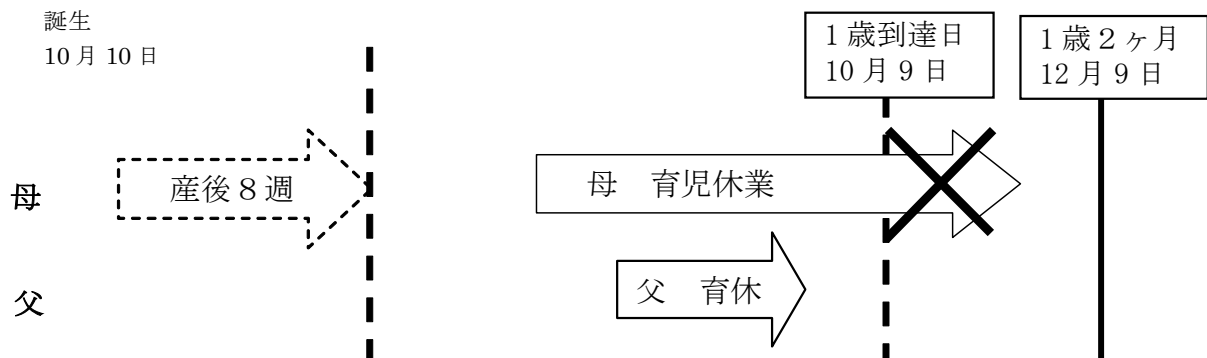 誕生
10月10日
1歳到達日
10月9日
1歳2ヶ月
12月9日
母
産後8週
母 育児休業
父
父 育休